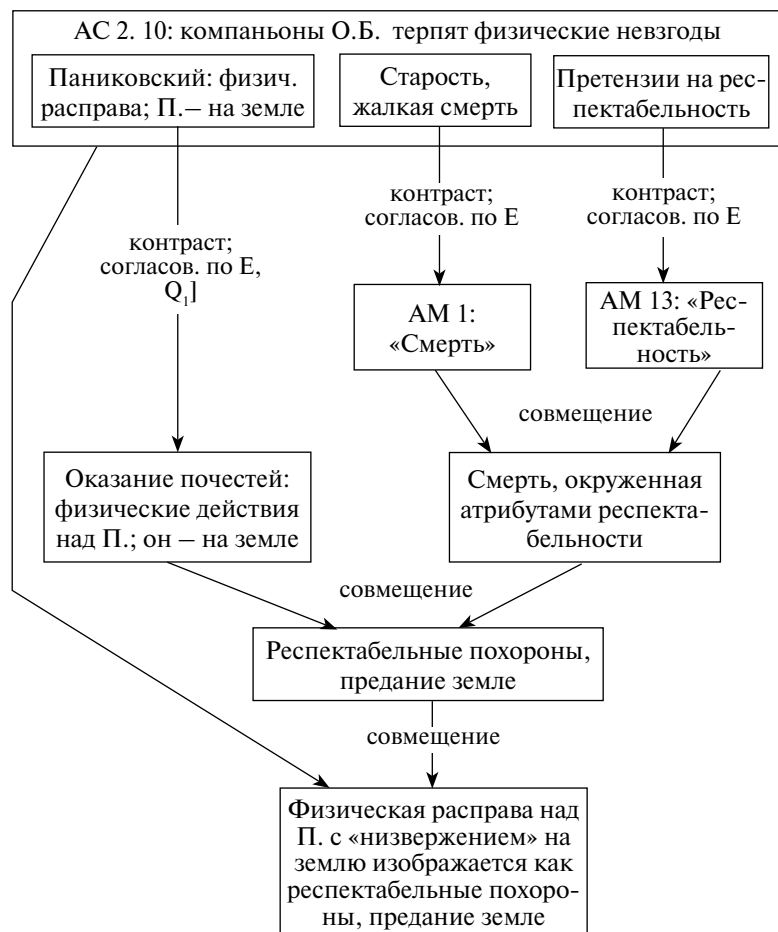 АС 2. 10: компаньоны О.Б. терпят физические невзгоды
Паниковский: физич.
расправа; П.– на земле
Старость,
жалкая смерть
Претензии на рес-
пектабельность
контраст;
согласов. по Е,
Q₁]
контраст;
согласов. по Е
контраст;
согласов. по Е
АМ 1:
«Смерть»
АМ 13: «Рес-
пектабель-
ность»
совмещение
Оказание почестей:
физические действия
над П.; он – на земле
Смерть, окруженная
атрибутами респекта-
бельности
совмещение
Респектабельные похороны,
предание земле
совмещение
Физическая расправа над
П. с «низвержением» на
землю изображается как
респектабельные похоро-
ны, предание земле